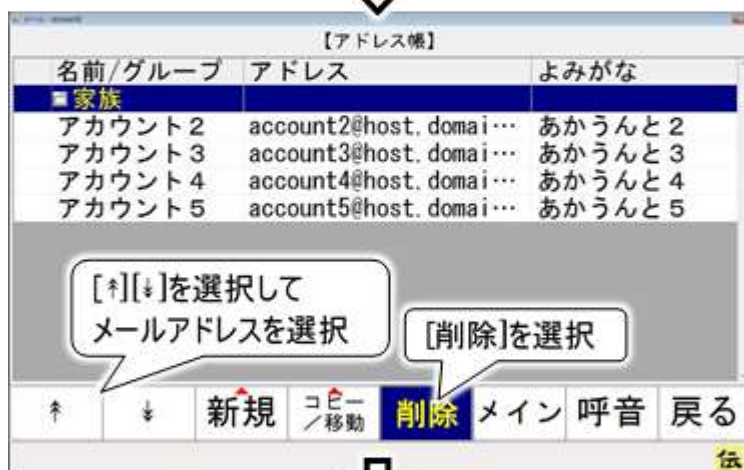 【アドレス帳】
名前/グループ アドレス よみがな
家族
アカウント2 account2@host.domai… あかうんと2
アカウント3 account3@host.domai… あかうんと3
アカウント4 account4@host.domai… あかうんと4
アカウント5 account5@host.domai… あかうんと5
[↟][↡]を選択して
メールアドレスを選択
[削除]を選択
↟ ↡ 新規 コピー／移動 削除 メイン 呼音 戻る
伝